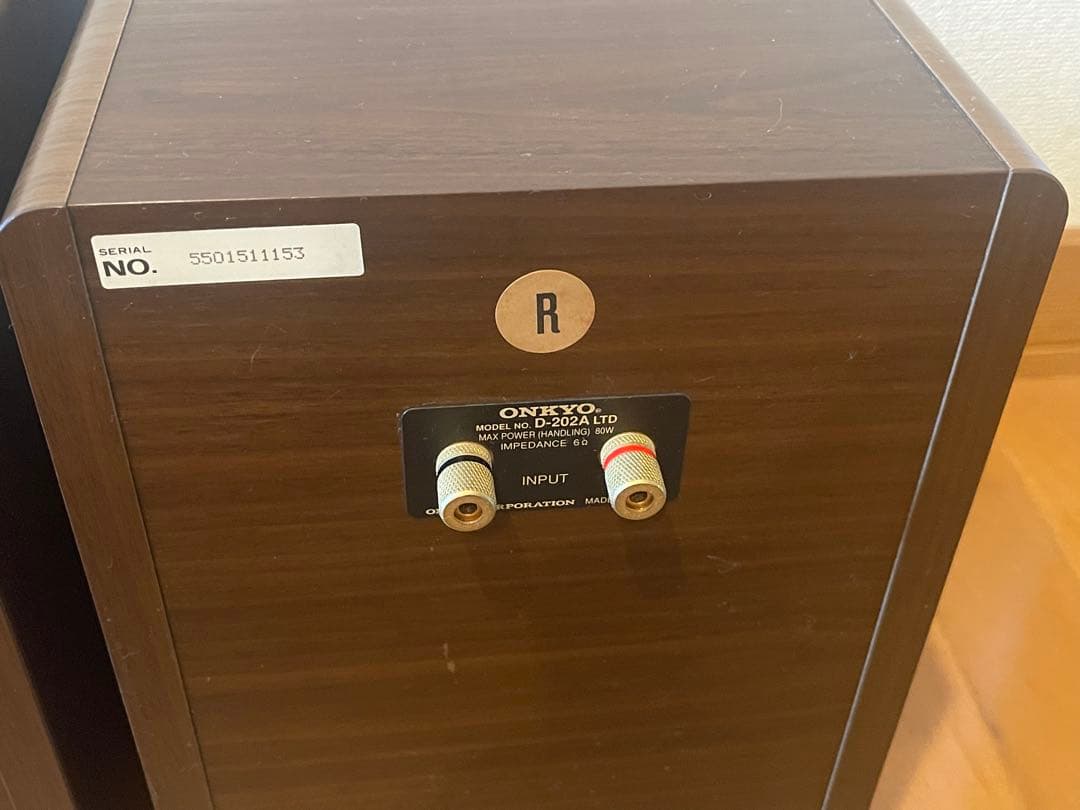 SERIAL
NO. 5501511153
R
ONKYO®
MODEL NO. D-202A LTD
MAX POWER (HANDLING) 80W
IMPEDANCE 6Ω
INPUT